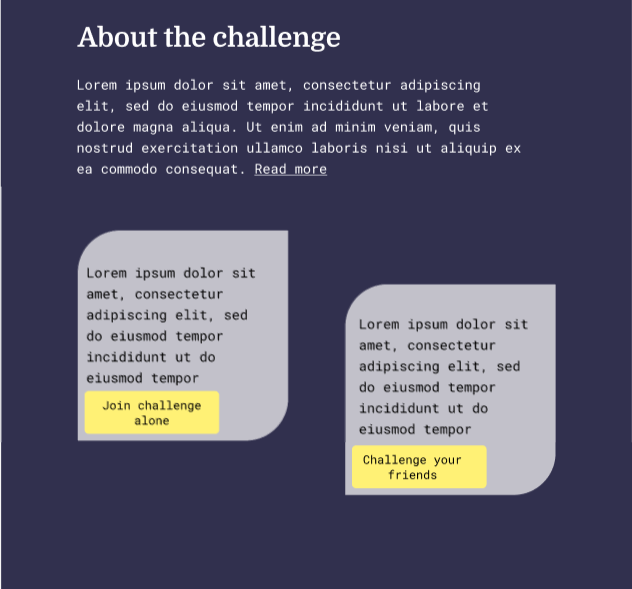 About the challenge
Lorem ipsum dolor sit amet, consectetur adipiscing
elit, sed do eiusmod tempor incididunt ut labore et
dolore magna aliqua. Ut enim ad minim veniam, quis
nostrud exercitation ullamco laboris nisi ut aliquip ex
ea commodo consequat. Read more
Lorem ipsum dolor sit
amet, consectetur
adipiscing elit, sed
do eiusmod tempor
incididunt ut do
eiusmod tempor
Join challenge
alone
Lorem ipsum dolor sit
amet, consectetur
adipiscing elit, sed
do eiusmod tempor
incididunt ut do
eiusmod tempor
Challenge your
friends